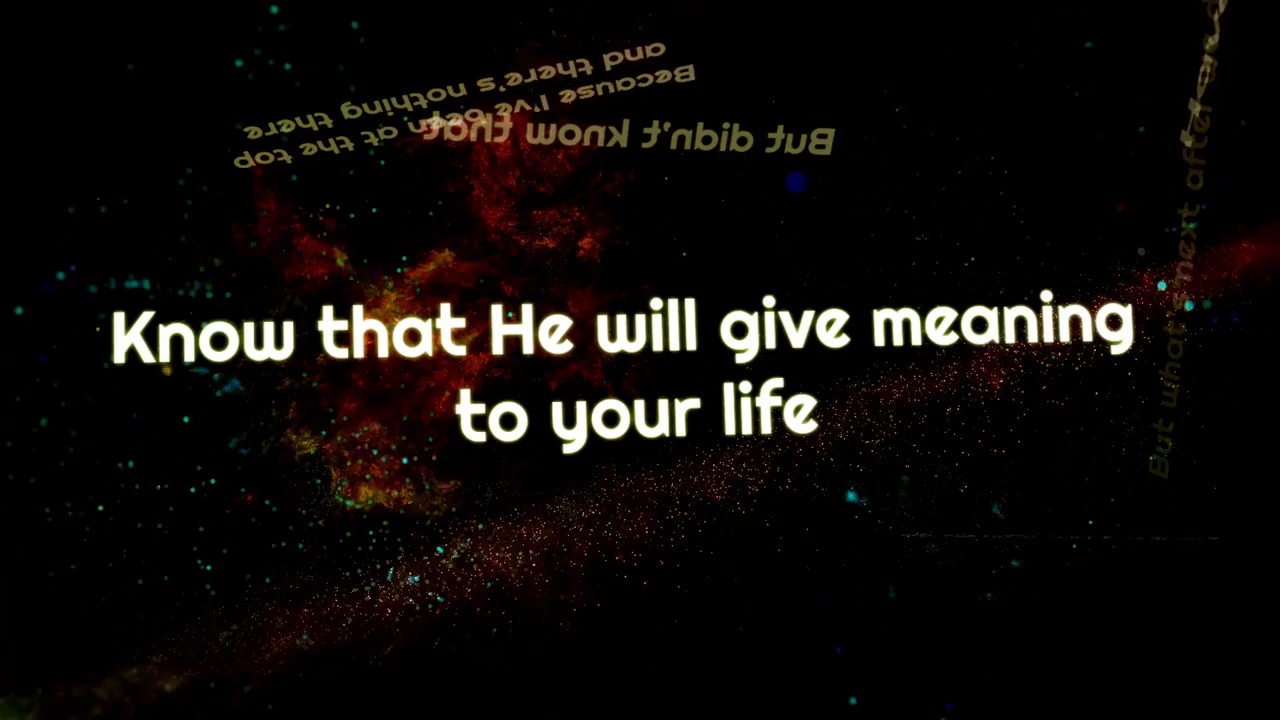 and there's nothing there
Because I've been at the top
But didn't know that
Know that He will give meaning
to your life
But what's next after